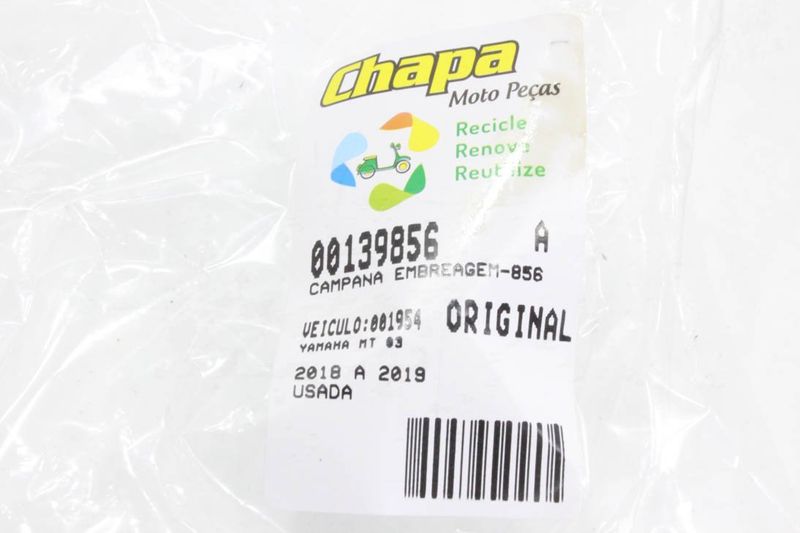 Chapa
Moto Peças
Recicle
Renove
Reutilize
00139856 A
CAMPANA EMBREAGEM-856
VEICULO:001954 ORIGINAL
YAMAHA MT 03
2018 A 2019
USADA